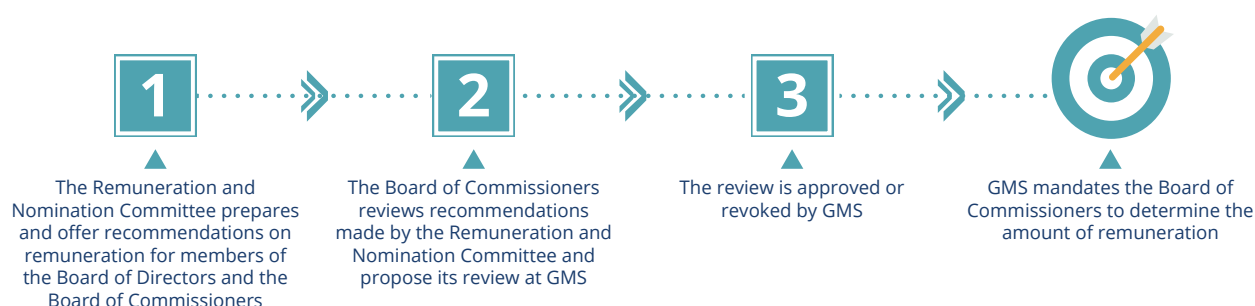 1
2
3
The Remuneration and
Nomination Committee prepares
and offer recommendations on
remuneration for members of
the Board of Directors and the
Board of Commissioners
The Board of Commissioners
reviews recommendations
made by the Remuneration and
Nomination Committee and
propose its review at GMS
The review is approved or
revoked by GMS
GMS mandates the Board of
Commissioners to determine the
amount of remuneration